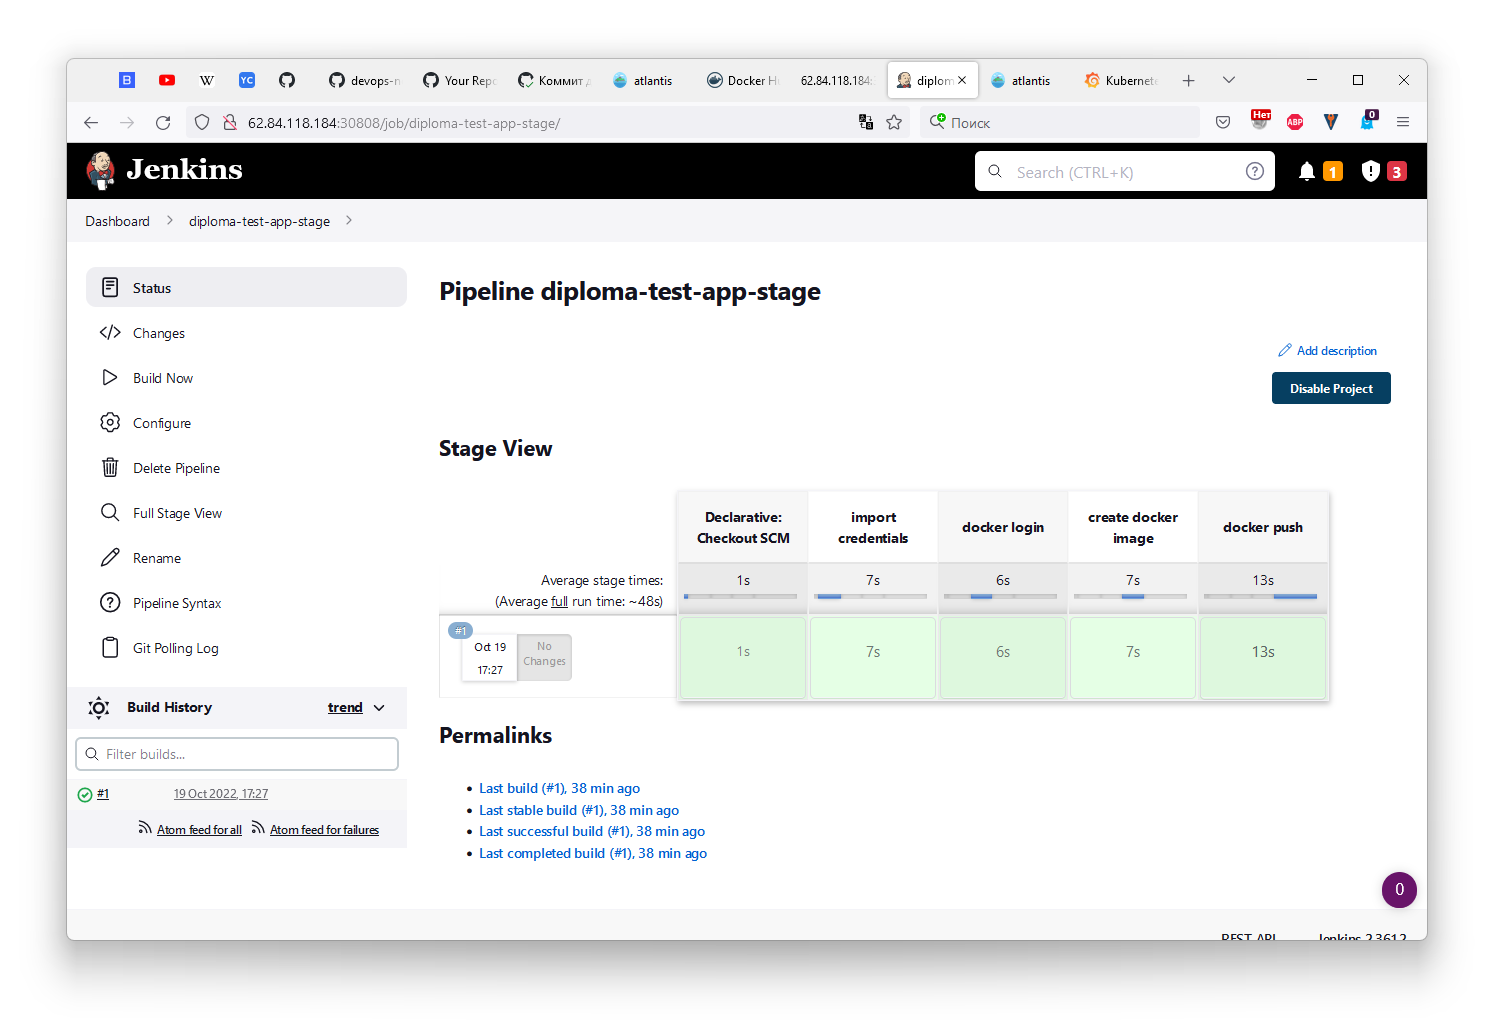 B
W
YC
devops-n
Your Repo
Коммит д
atlantis
Docker H
62.84.118.184:
diplom
atlantis
Kubernete
62.84.118.184:30808/job/diploma-test-app-stage/
Поиск
Нет
ABP
0
Jenkins
Search (CTRL+K)
1
3
Dashboard
diploma-test-app-stage
Status
Changes
Build Now
Configure
Delete Pipeline
Full Stage View
Rename
Pipeline Syntax
Git Polling Log
Build History
trend
Filter builds...
#1
19 Oct 2022, 17:27
Atom feed for all
Atom feed for failures
Pipeline diploma-test-app-stage
Add description
Disable Project
Stage View
Declarative:
Checkout SCM
import
credentials
docker login
create docker
image
docker push
Average stage times:
(Average full run time: ~48s)
1s
7s
6s
7s
13s
#1
Oct 19
17:27
No
Changes
1s
7s
6s
7s
13s
Permalinks
Last build (#1), 38 min ago
Last stable build (#1), 38 min ago
Last successful build (#1), 38 min ago
Last completed build (#1), 38 min ago
0
REST API
Jenkins 2.361.2